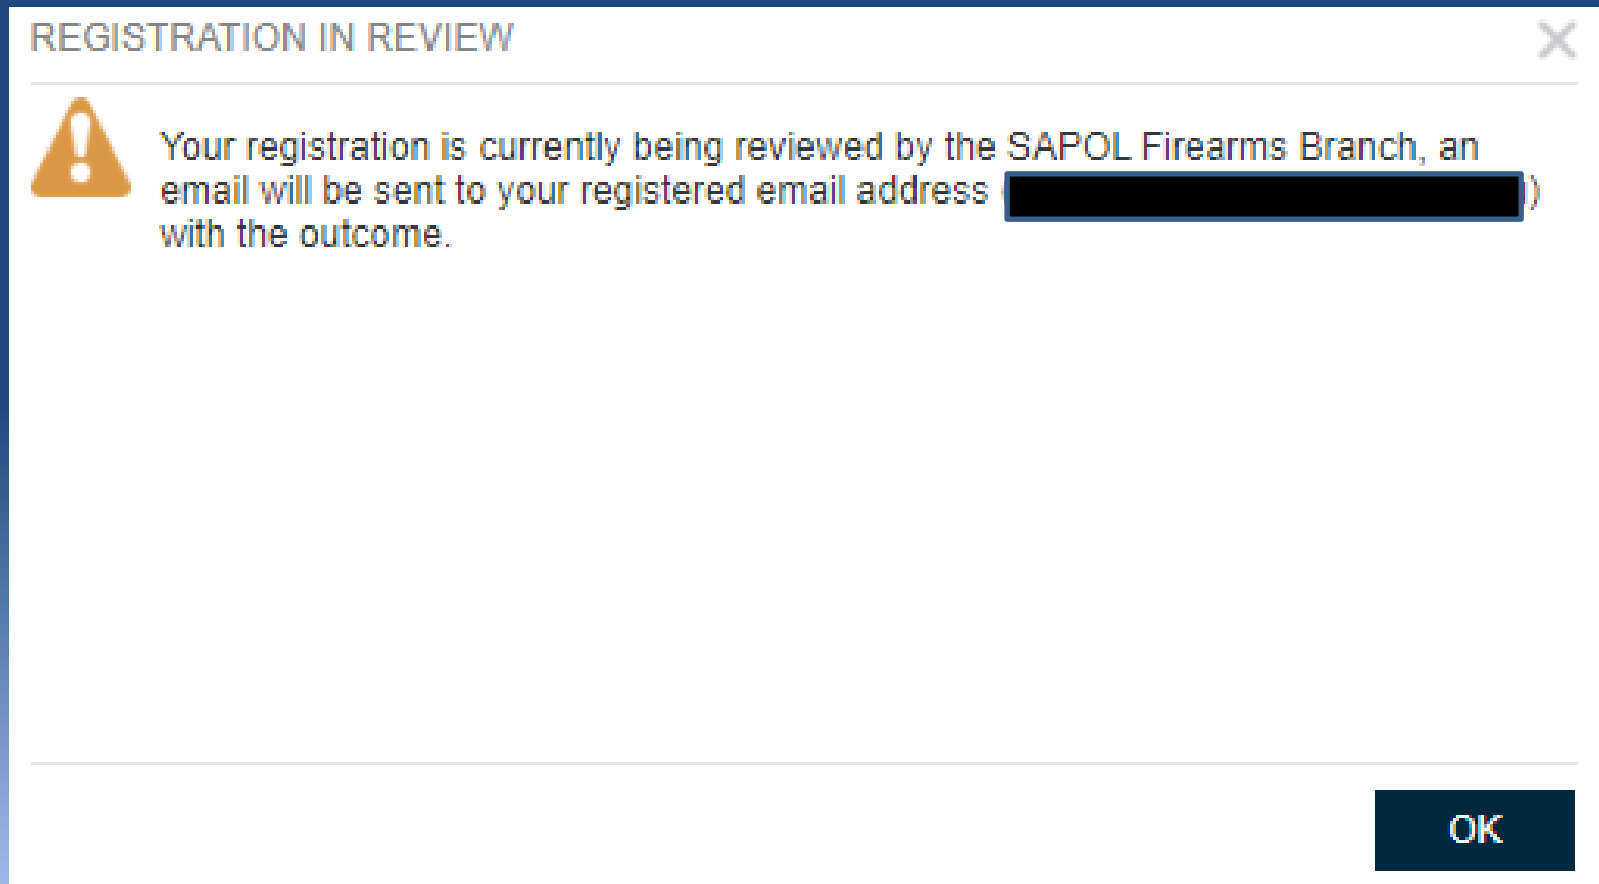 REGISTRATION IN REVIEW
Your registration is currently being reviewed by the SAPOL Firearms Branch, an
email will be sent to your registered email address ( )
with the outcome.
OK